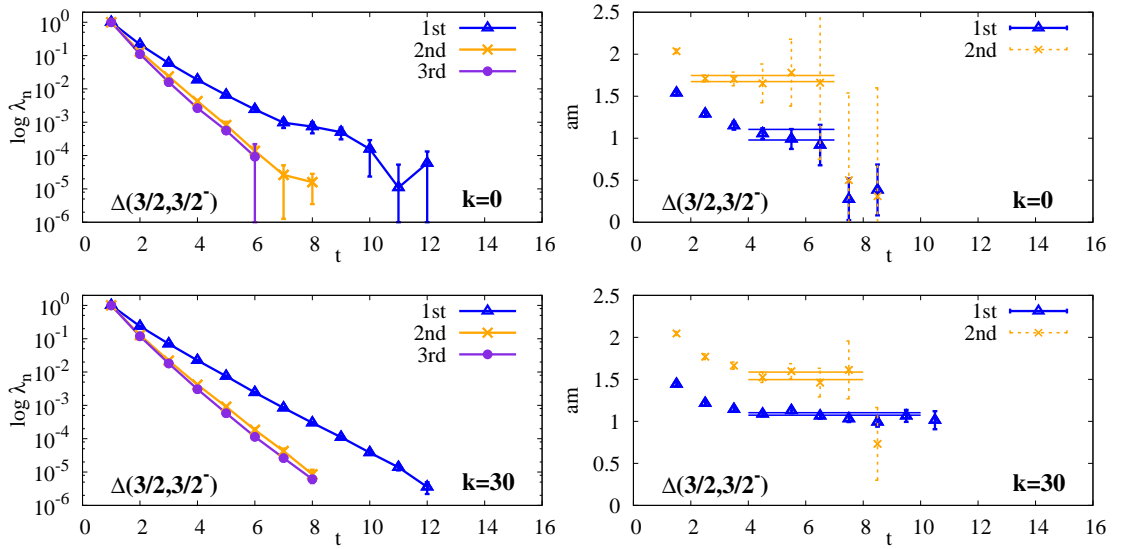 10^0
10^-1
10^-2
10^-3
10^-4
10^-5
10^-6
log λ_n
1st
2nd
3rd
Δ(3/2,3/2^-)
k=0
0 2 4 6 8 10 12 14 16
t
2.5
2
1.5
1
0.5
0
am
1st
2nd
Δ(3/2,3/2^-)
k=0
0 2 4 6 8 10 12 14 16
t
10^0
10^-1
10^-2
10^-3
10^-4
10^-5
10^-6
log λ_n
1st
2nd
3rd
Δ(3/2,3/2^-)
k=30
0 2 4 6 8 10 12 14 16
t
2.5
2
1.5
1
0.5
0
am
1st
2nd
Δ(3/2,3/2^-)
k=30
0 2 4 6 8 10 12 14 16
t